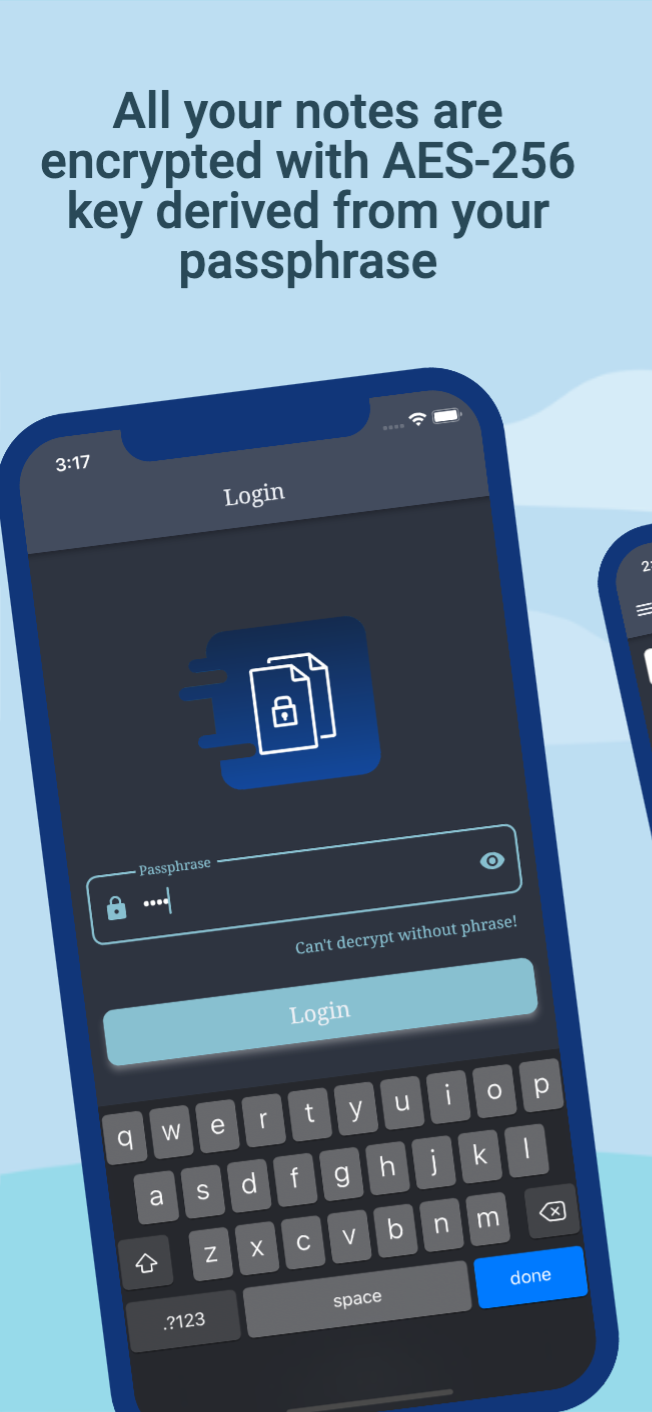 All your notes are
encrypted with AES-256
key derived from your
passphrase
3:17
Login
Passphrase
••••
Can't decrypt without phrase!
Login
q w e r t y u i o p
a s d f g h j k l
z x c v b n m
.?123 space done